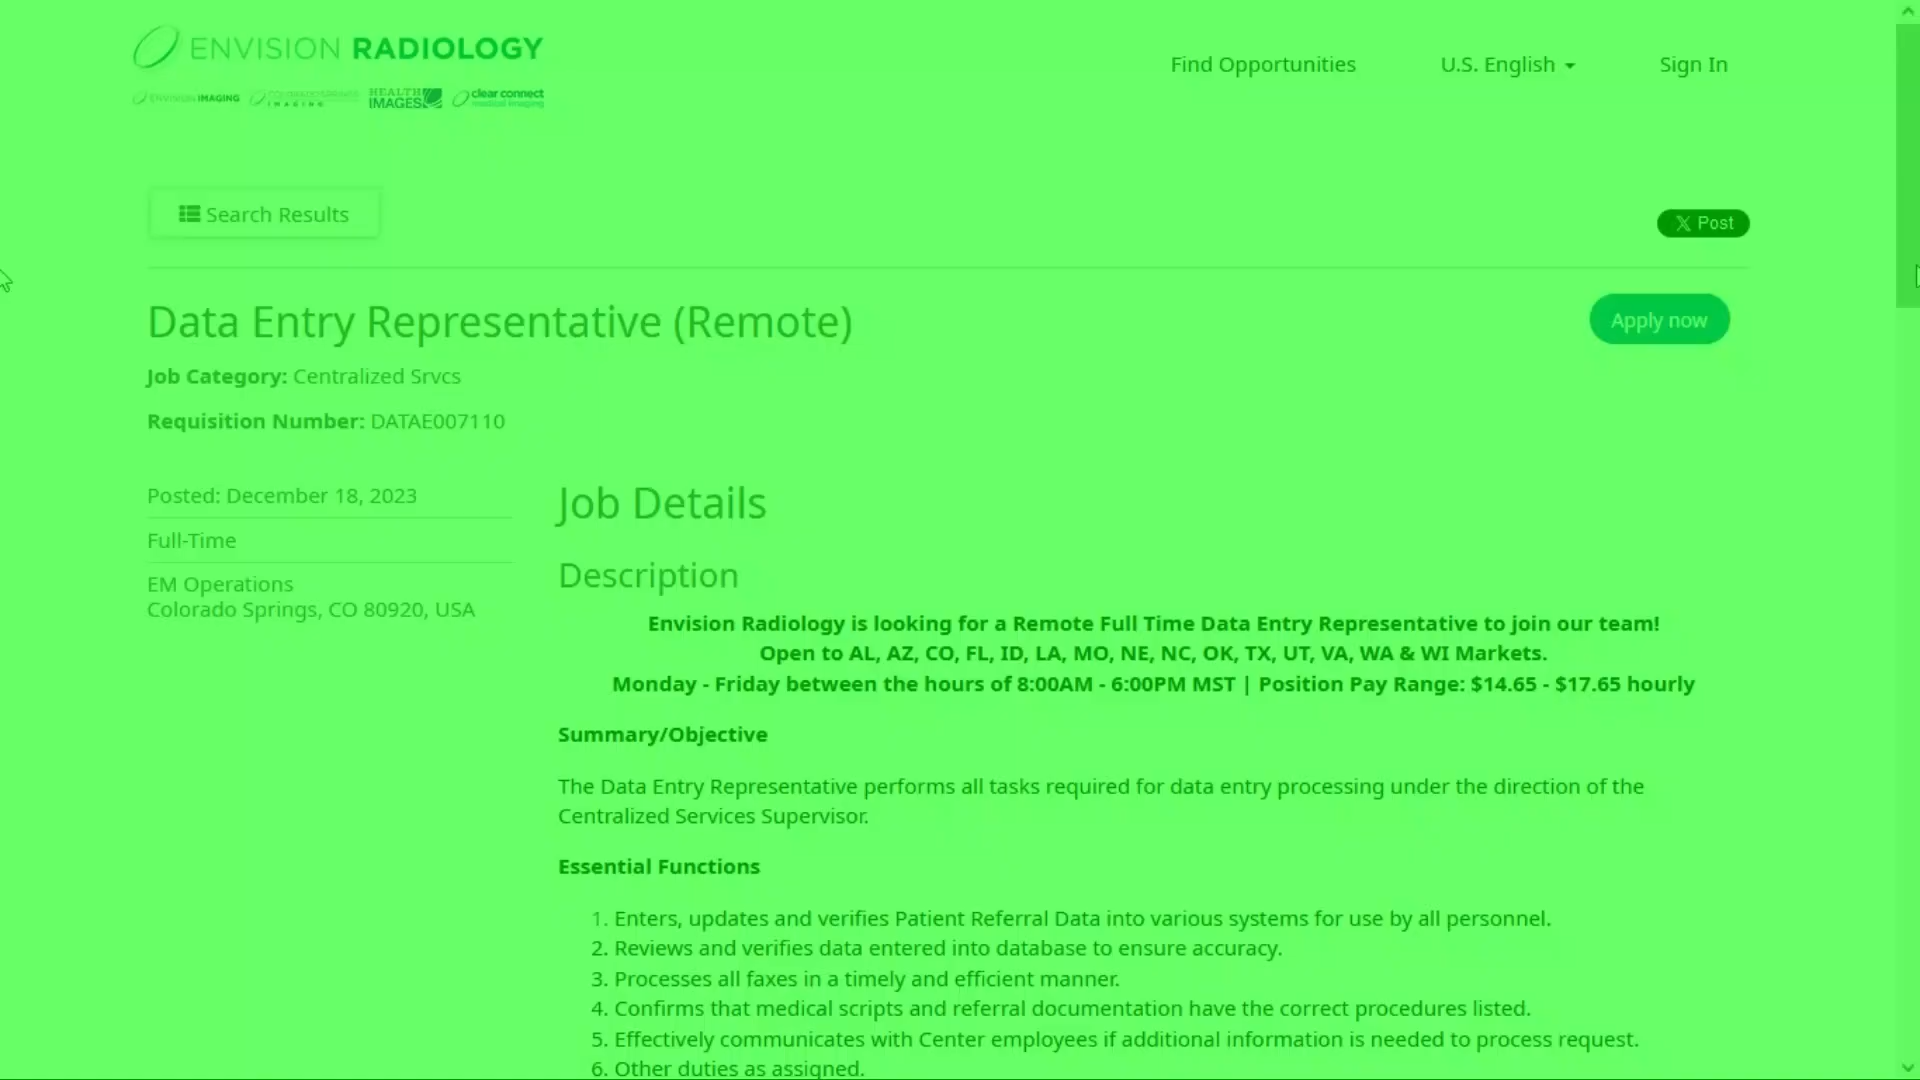 ENVISION RADIOLOGY
ENVISION IMAGING
HEALTH IMAGES
clear connect
medical imaging
Find Opportunities
U.S. English
Sign In
Search Results
X Post
Data Entry Representative (Remote)
Apply now
Job Category: Centralized Srvcs
Requisition Number: DATAE007110
Posted: December 18, 2023
Full-Time
EM Operations
Colorado Springs, CO 80920, USA
Job Details
Description
Envision Radiology is looking for a Remote Full Time Data Entry Representative to join our team!
Open to AL, AZ, CO, FL, ID, LA, MO, NE, NC, OK, TX, UT, VA, WA & WI Markets.
Monday - Friday between the hours of 8:00AM - 6:00PM MST | Position Pay Range: $14.65 - $17.65 hourly
Summary/Objective
The Data Entry Representative performs all tasks required for data entry processing under the direction of the
Centralized Services Supervisor.
Essential Functions
1. Enters, updates and verifies Patient Referral Data into various systems for use by all personnel.
2. Reviews and verifies data entered into database to ensure accuracy.
3. Processes all faxes in a timely and efficient manner.
4. Confirms that medical scripts and referral documentation have the correct procedures listed.
5. Effectively communicates with Center employees if additional information is needed to process request.
6. Other duties as assigned.